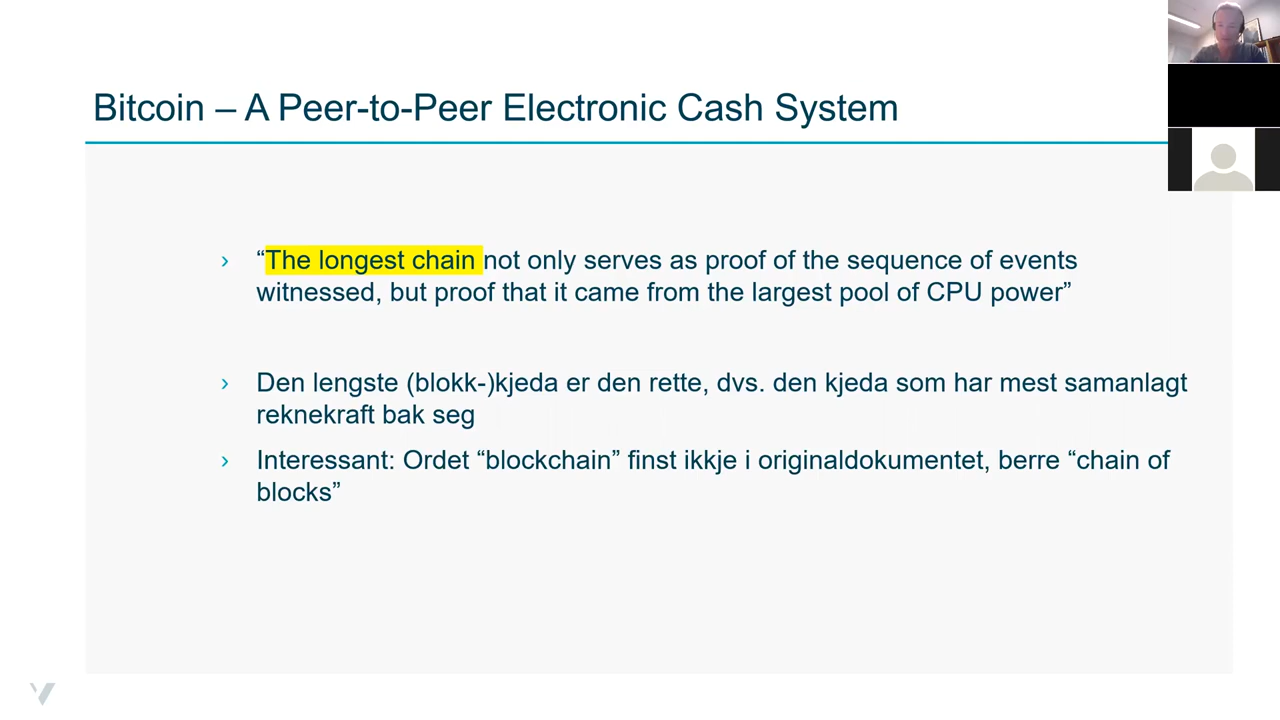 Bitcoin – A Peer-to-Peer Electronic Cash System
› “The longest chain not only serves as proof of the sequence of events
witnessed, but proof that it came from the largest pool of CPU power”
› Den lengste (blokk-)kjeda er den rette, dvs. den kjeda som har mest samanlagt
reknekraft bak seg
› Interessant: Ordet “blockchain” finst ikkje i originaldokumentet, berre “chain of
blocks”